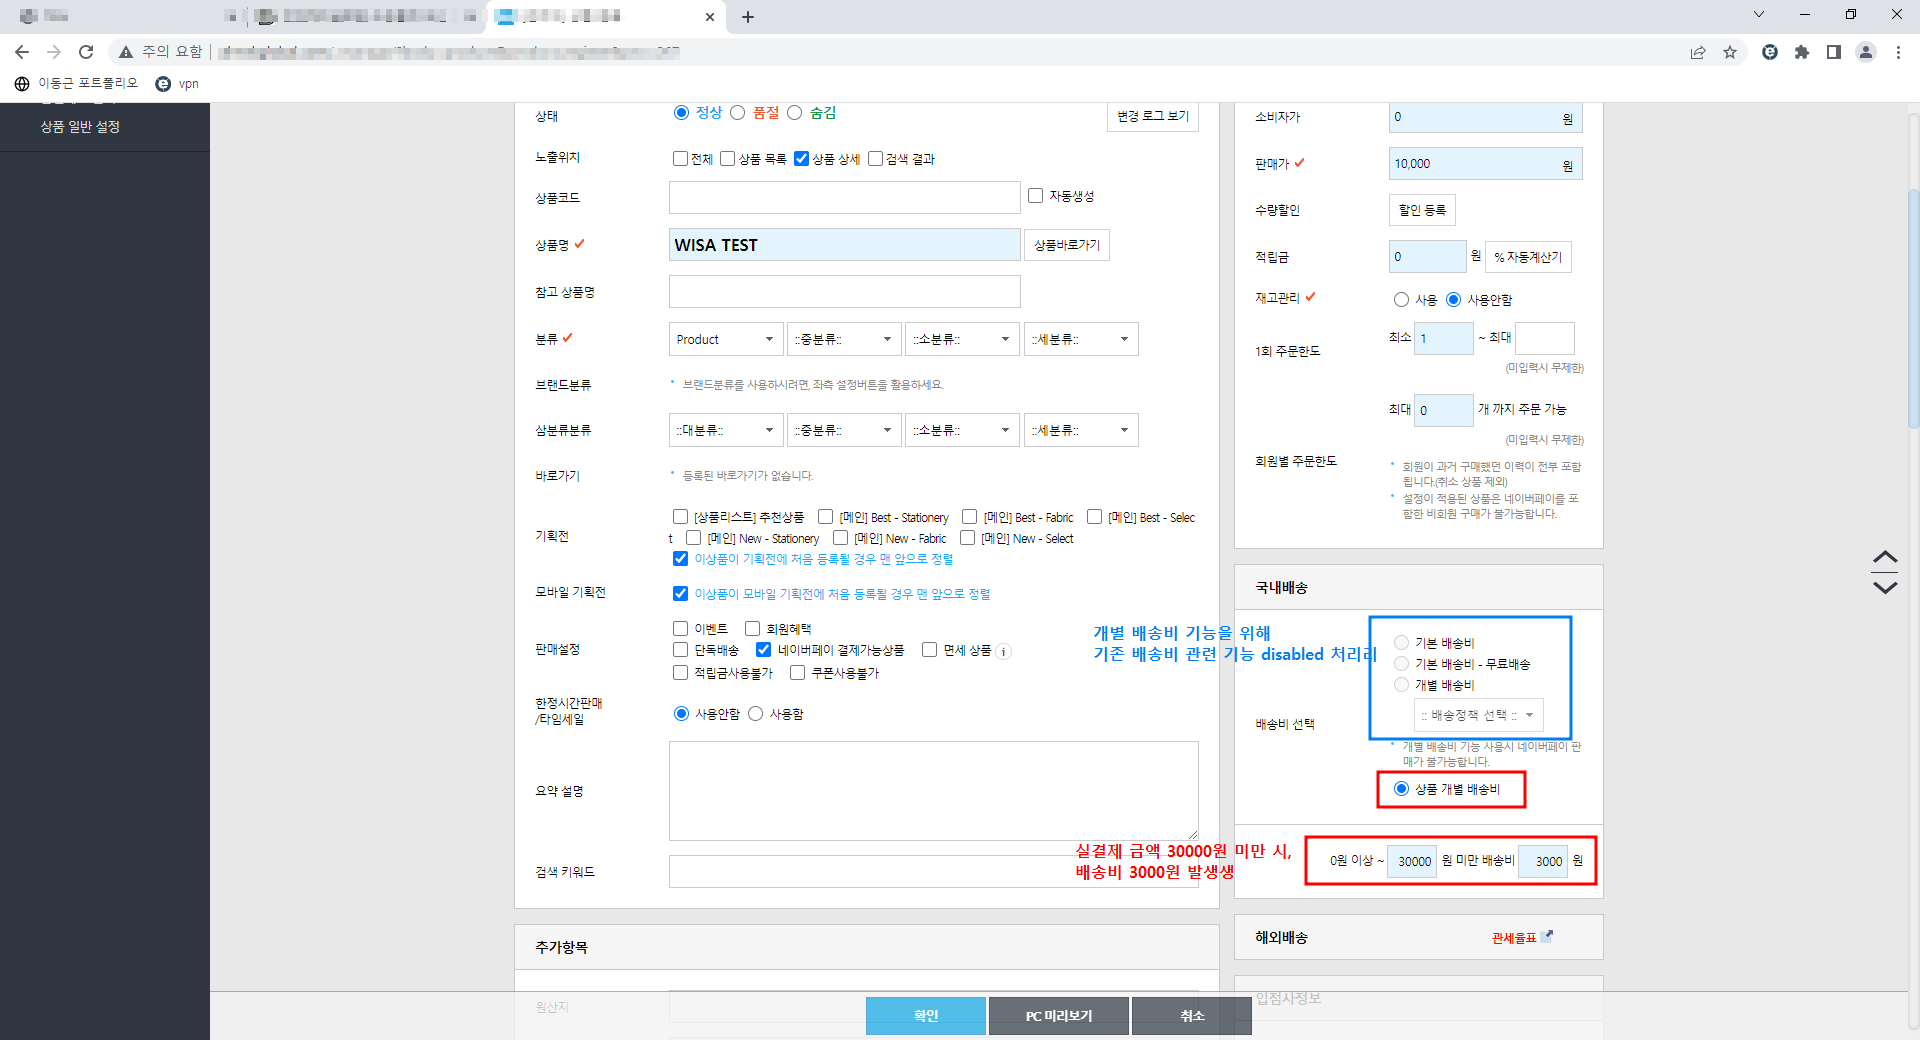 주의 요함
이동근 포트폴리오
vpn
상품 일반 설정
상태
정상 품절 숨김
변경 로그 보기
노출위치
전체 상품 목록 상품 상세 검색 결과
상품코드
자동생성
상품명
WISA TEST
상품바로가기
참고 상품명
분류
Product ::중분류:: ::소분류:: ::세분류::
브랜드분류
브랜드분류를 사용하시려면, 좌측 설정버튼을 활용하세요.
삼분류분류
::대분류:: ::중분류:: ::소분류:: ::세분류::
바로가기
등록된 바로가기가 없습니다.
기획전
[상품리스트] 추천상품 [메인] Best - Stationery [메인] Best - Fabric [메인] Best - Selec
t [메인] New - Stationery [메인] New - Fabric [메인] New - Select
이상품이 기획전에 처음 등록될 경우 맨 앞으로 정렬
모바일 기획전
이상품이 모바일 기획전에 처음 등록될 경우 맨 앞으로 정렬
판매설정
이벤트 회원혜택
단독배송 네이버페이 결제가능상품 면세 상품 i
적립금사용불가 쿠폰사용불가
한정시간판매
/타임세일
사용안함 사용함
요약 설명
검색 키워드
추가항목
원산지
소비자가
0 원
판매가
10,000 원
수량할인
할인 등록
적립금
0 원 % 자동계산기
재고관리
사용 사용안함
1회 주문한도
최소 1 ~ 최대
(미입력시 무제한)
회원별 주문한도
최대 0 개 까지 주문 가능
(미입력시 무제한)
회원이 과거 구매했던 이력이 전부 포함
됩니다.(취소 상품 제외)
설정이 적용된 상품은 네이버페이를 포
함한 비회원 구매가 불가능합니다.
국내배송
개별 배송비 기능을 위해
기존 배송비 관련 기능 disabled 처리리
배송비 선택
기본 배송비
기본 배송비 - 무료배송
개별 배송비
:: 배송정책 선택 ::
개별 배송비 기능 사용시 네이버페이 판
매가 불가능합니다.
상품 개별 배송비
실결제 금액 30000원 미만 시,
배송비 3000원 발생생
0원 이상 ~ 30000 원 미만 배송비 3000 원
해외배송
관세율표
입점사정보
확인 PC 미리보기 취소